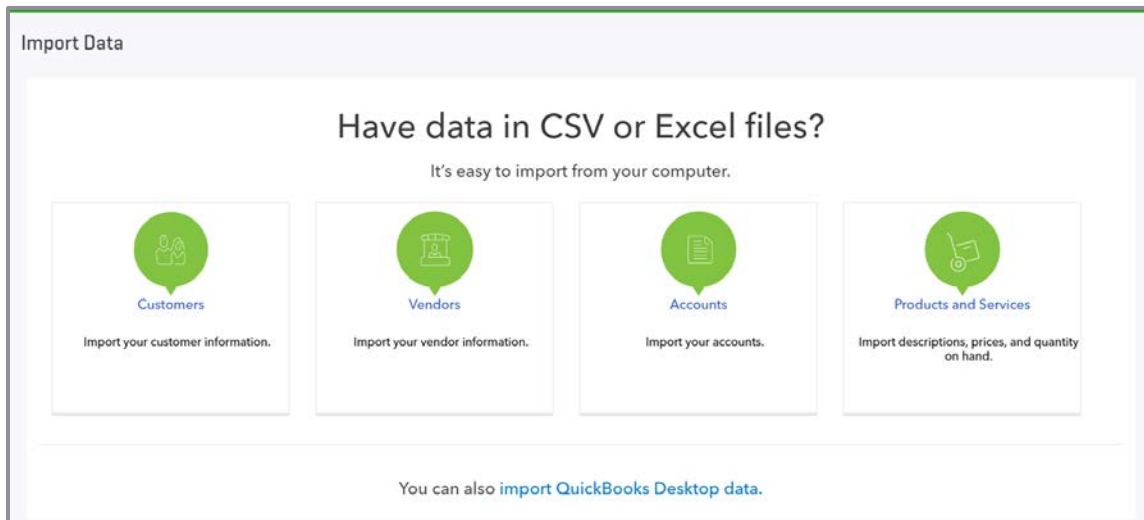 Import Data
Have data in CSV or Excel files?
It's easy to import from your computer.
Customers
Import your customer information.
Vendors
Import your vendor information.
Accounts
Import your accounts.
Products and Services
Import descriptions, prices, and quantity
on hand.
You can also import QuickBooks Desktop data.